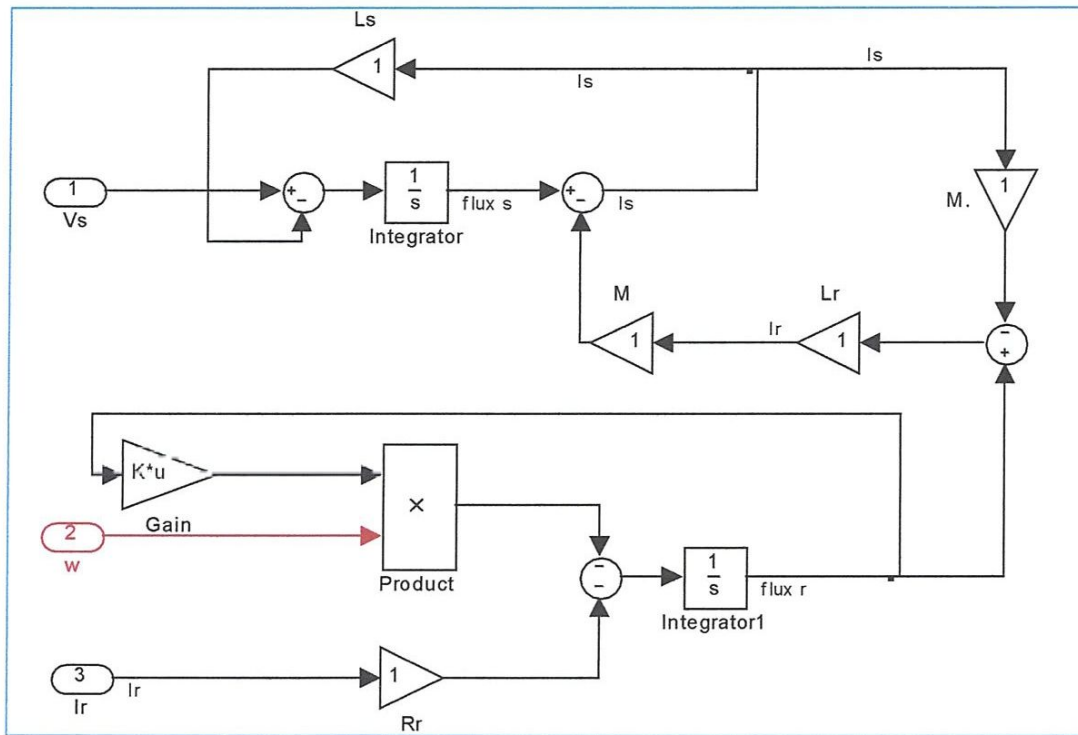 Ls
1
Is
Is
1
Vs
+
−
1
s
Integrator
flux s
+
−
Is
1
M.
M
1
Ir
Lr
1
−
+
K*u
Gain
2
w
×
Product
−
−
1
s
Integrator1
flux r
3
Ir
Ir
1
Rr